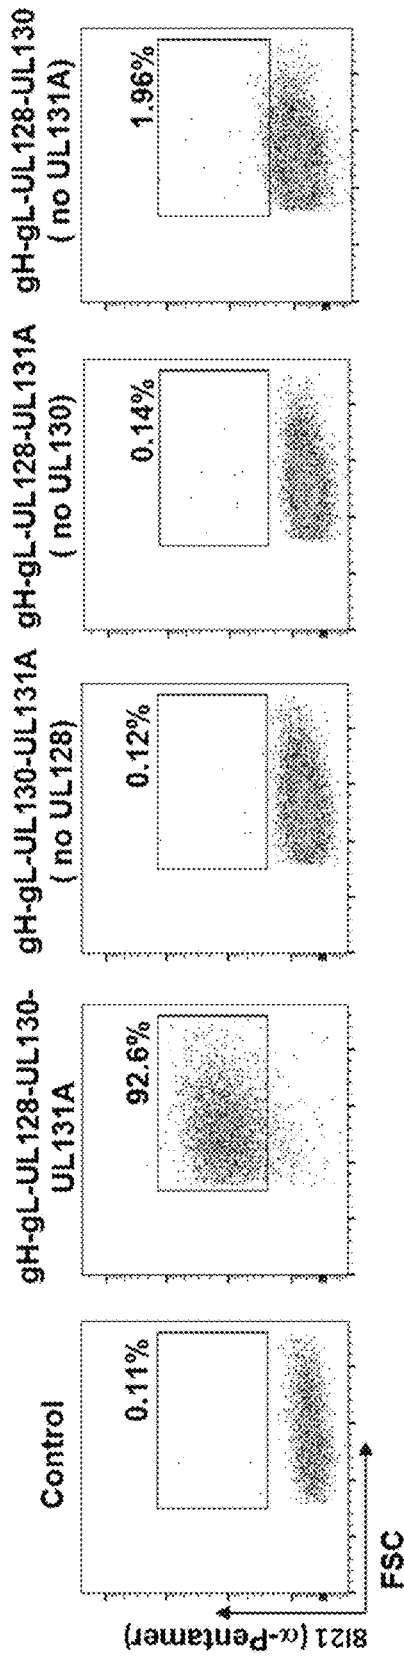 Control
0.11%
gH-gL-UL128-UL130-
UL131A
92.6%
gH-gL-UL130-UL131A
( no UL128)
0.12%
gH-gL-UL128-UL131A
( no UL130)
0.14%
gH-gL-UL128-UL130
( no UL131A)
1.96%
8I21 (α-Pentamer)
FSC